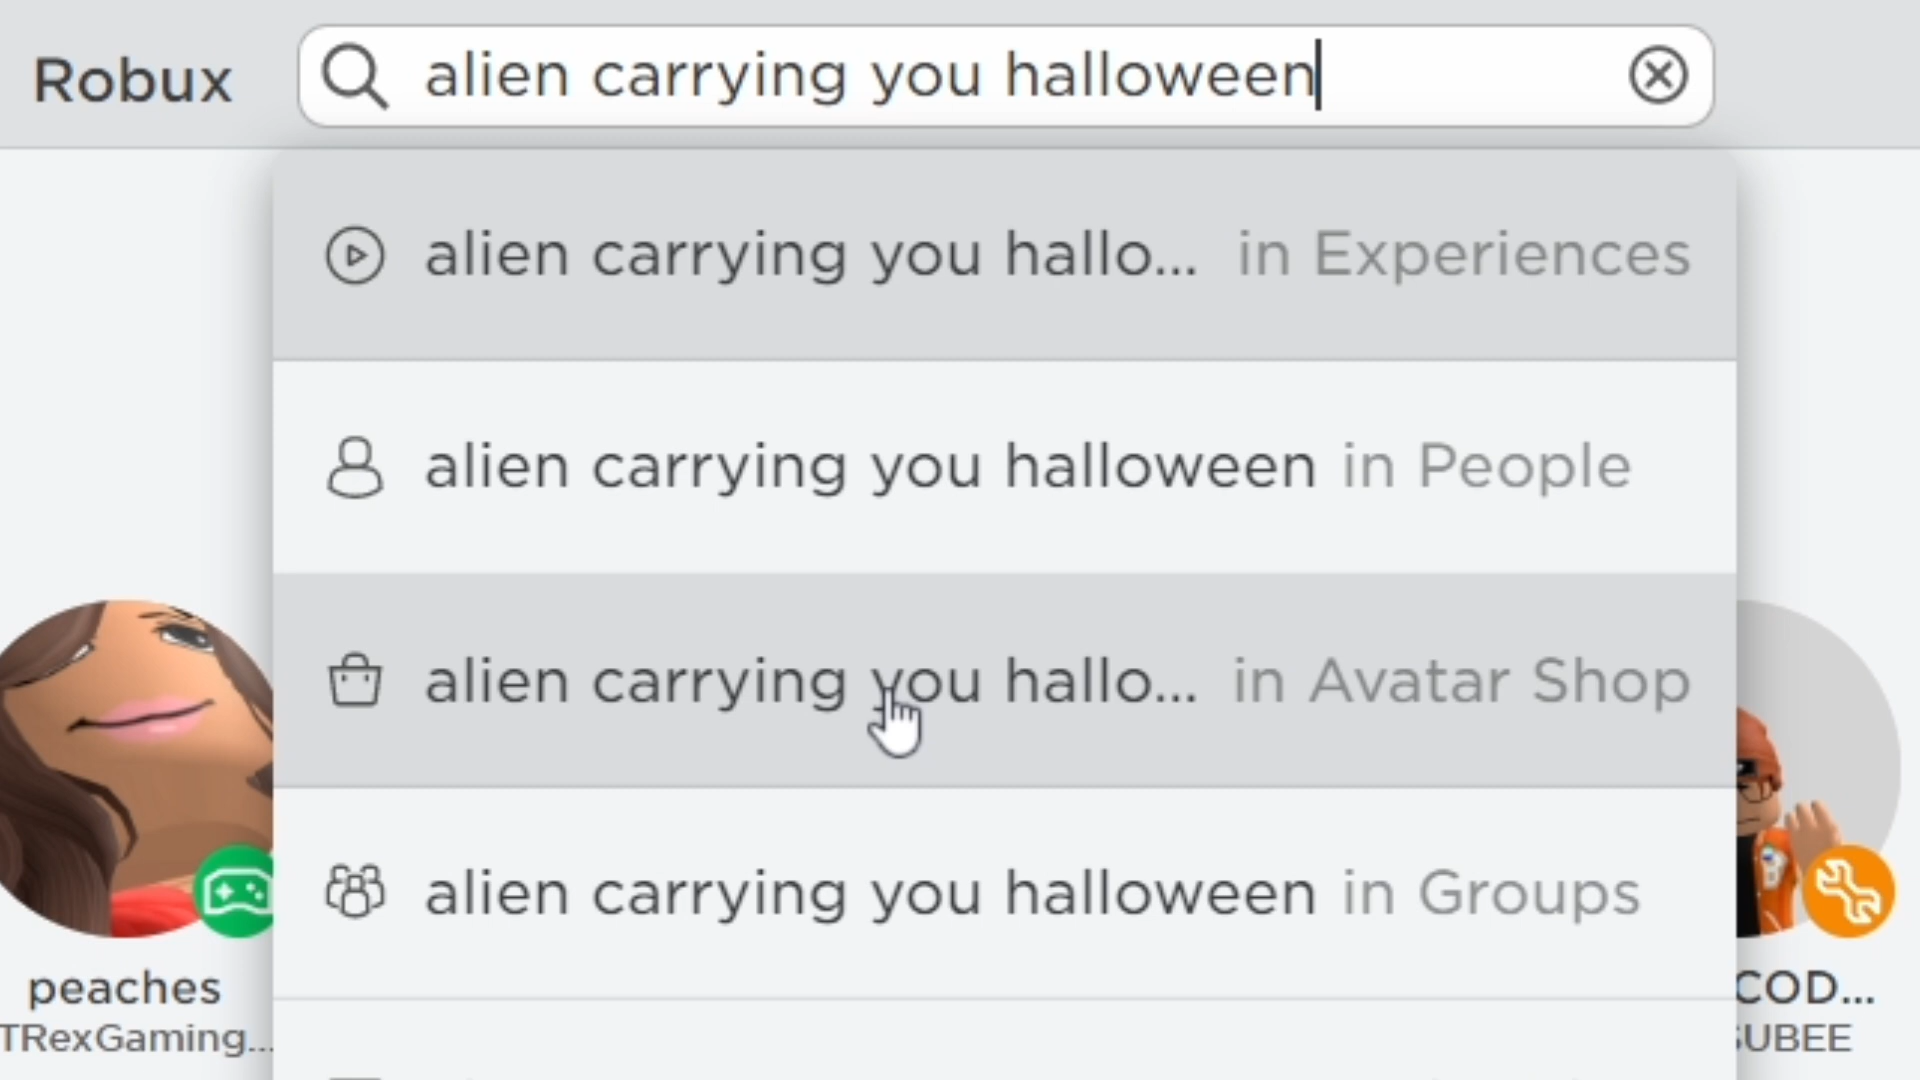 Robux
alien carrying you halloween
alien carrying you hallo... in Experiences
alien carrying you halloween in People
alien carrying you hallo... in Avatar Shop
alien carrying you halloween in Groups
peaches
TRexGaming...
COD...
UBEE